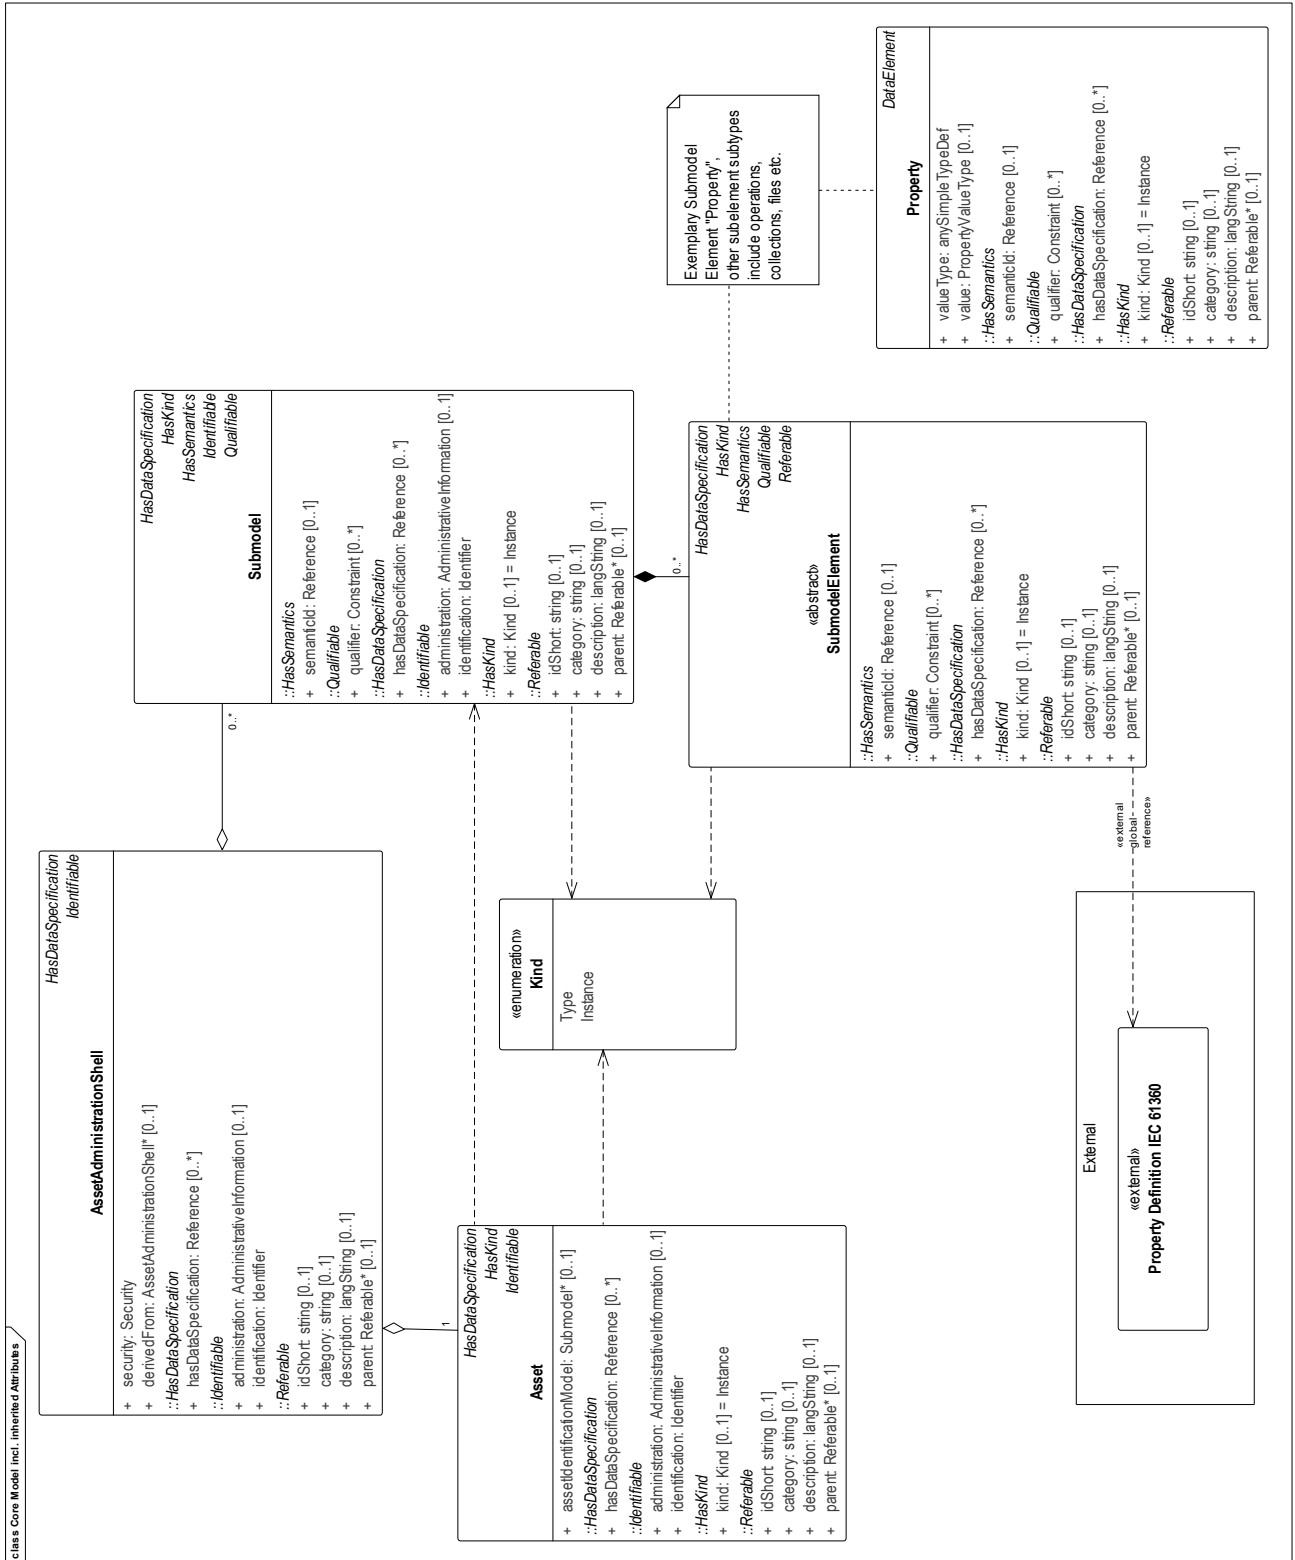 class Core Model incl. inherited Attributes
HasDataSpecification
Identifiable
AssetAdministrationShell
+ security: Security
+ derivedFrom: AssetAdministrationShell* [0..1]
::HasDataSpecification
+ hasDataSpecification: Reference [0..*]
::Identifiable
+ administration: AdministrativeInformation [0..1]
+ identification: Identifier
::Referable
+ idShort: string [0..1]
+ category: string [0..1]
+ description: langString [0..1]
+ parent: Referable* [0..1]
0..*
1
HasDataSpecification
HasKind
HasSemantics
Identifiable
Qualifiable
Submodel
::HasSemantics
+ semanticId: Reference [0..1]
::Qualifiable
+ qualifier: Constraint [0..*]
::HasDataSpecification
+ hasDataSpecification: Reference [0..*]
::Identifiable
+ administration: AdministrativeInformation [0..1]
+ identification: Identifier
::HasKind
+ kind: Kind [0..1] = Instance
::Referable
+ idShort: string [0..1]
+ category: string [0..1]
+ description: langString [0..1]
+ parent: Referable* [0..1]
0..*
HasDataSpecification
HasKind
Identifiable
Asset
+ assetIdentificationModel: Submodel* [0..1]
::HasDataSpecification
+ hasDataSpecification: Reference [0..*]
::Identifiable
+ administration: AdministrativeInformation [0..1]
+ identification: Identifier
::HasKind
+ kind: Kind [0..1] = Instance
::Referable
+ idShort: string [0..1]
+ category: string [0..1]
+ description: langString [0..1]
+ parent: Referable* [0..1]
«enumeration»
Kind
Type
Instance
HasDataSpecification
HasKind
HasSemantics
Qualifiable
Referable
«abstract»
SubmodelElement
::HasSemantics
+ semanticId: Reference [0..1]
::Qualifiable
+ qualifier: Constraint [0..*]
::HasDataSpecification
+ hasDataSpecification: Reference [0..*]
::HasKind
+ kind: Kind [0..1] = Instance
::Referable
+ idShort: string [0..1]
+ category: string [0..1]
+ description: langString [0..1]
+ parent: Referable* [0..1]
Exemplary Submodel
Element "Property",
other subelement subtypes
include operations,
collections, files etc.
DataElement
Property
+ valueType: anySimpleTypeDef
+ value: PropertyValueType [0..1]
::HasSemantics
+ semanticId: Reference [0..1]
::Qualifiable
+ qualifier: Constraint [0..*]
::HasDataSpecification
+ hasDataSpecification: Reference [0..*]
::HasKind
+ kind: Kind [0..1] = Instance
::Referable
+ idShort: string [0..1]
+ category: string [0..1]
+ description: langString [0..1]
+ parent: Referable* [0..1]
«external
global-
reference»
External
«external»
Property Definition IEC 61360